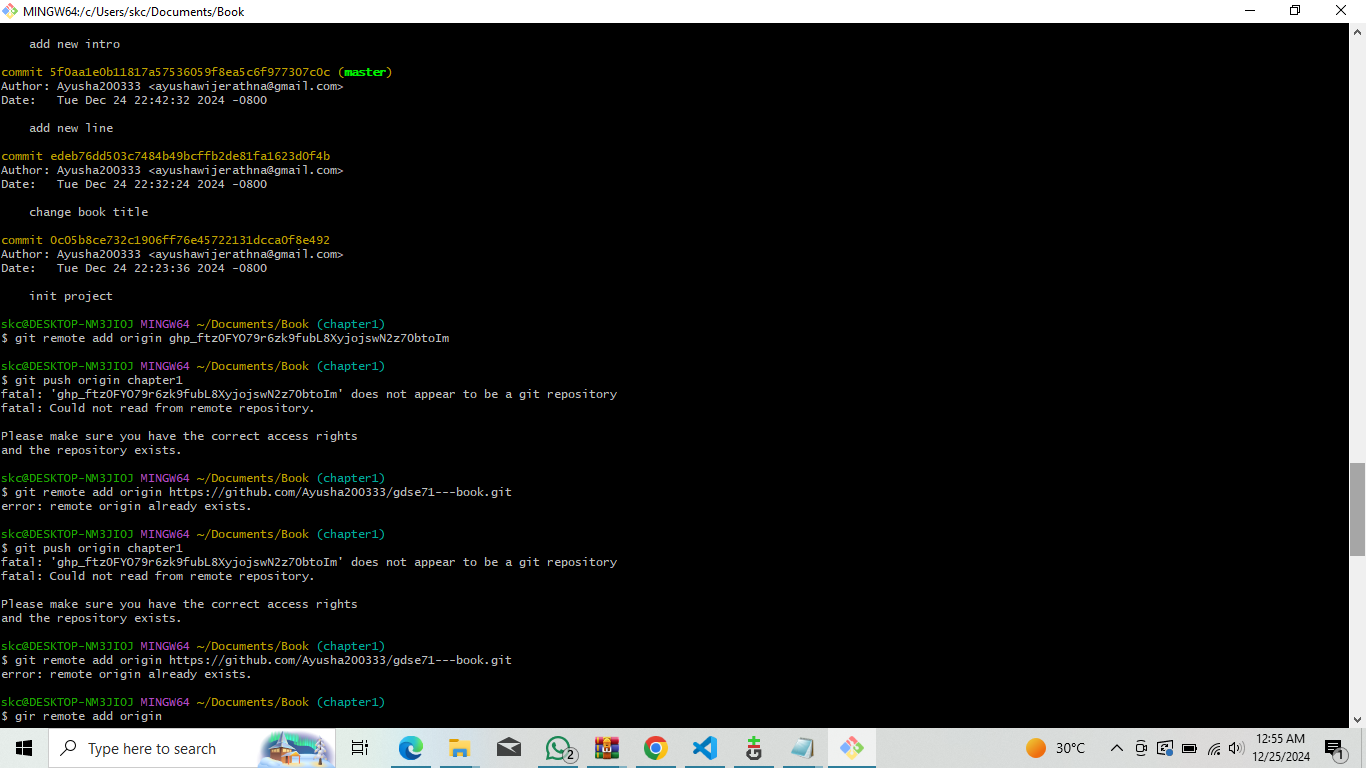 MINGW64:/c/Users/skc/Documents/Book
add new intro
commit 5f0aa1e0b11817a57536059f8ea5c6f977307c0c (master)
Author: Ayusha200333 <ayushawijerathna@gmail.com>
Date:   Tue Dec 24 22:42:32 2024 -0800
add new line
commit edeb76dd503c7484b49bcffb2de81fa1623d0f4b
Author: Ayusha200333 <ayushawijerathna@gmail.com>
Date:   Tue Dec 24 22:32:24 2024 -0800
change book title
commit 0c05b8ce732c1906ff76e45722131dcca0f8e492
Author: Ayusha200333 <ayushawijerathna@gmail.com>
Date:   Tue Dec 24 22:23:36 2024 -0800
init project
skc@DESKTOP-NM3JIOJ MINGW64 ~/Documents/Book (chapter1)
$ git remote add origin
skc@DESKTOP-NM3JIOJ MINGW64 ~/Documents/Book (chapter1)
$ git push origin chapter1
fatal: does not appear to be a git repository
fatal: Could not read from remote repository.
Please make sure you have the correct access rights
and the repository exists.
skc@DESKTOP-NM3JIOJ MINGW64 ~/Documents/Book (chapter1)
$ git remote add origin https://github.com/Ayusha200333/gdse71---book.git
error: remote origin already exists.
skc@DESKTOP-NM3JIOJ MINGW64 ~/Documents/Book (chapter1)
$ git push origin chapter1
fatal: does not appear to be a git repository
fatal: Could not read from remote repository.
Please make sure you have the correct access rights
and the repository exists.
skc@DESKTOP-NM3JIOJ MINGW64 ~/Documents/Book (chapter1)
$ git remote add origin https://github.com/Ayusha200333/gdse71---book.git
error: remote origin already exists.
skc@DESKTOP-NM3JIOJ MINGW64 ~/Documents/Book (chapter1)
$ gir remote add origin
Type here to search
2
30°C
12:55 AM
12/25/2024
1